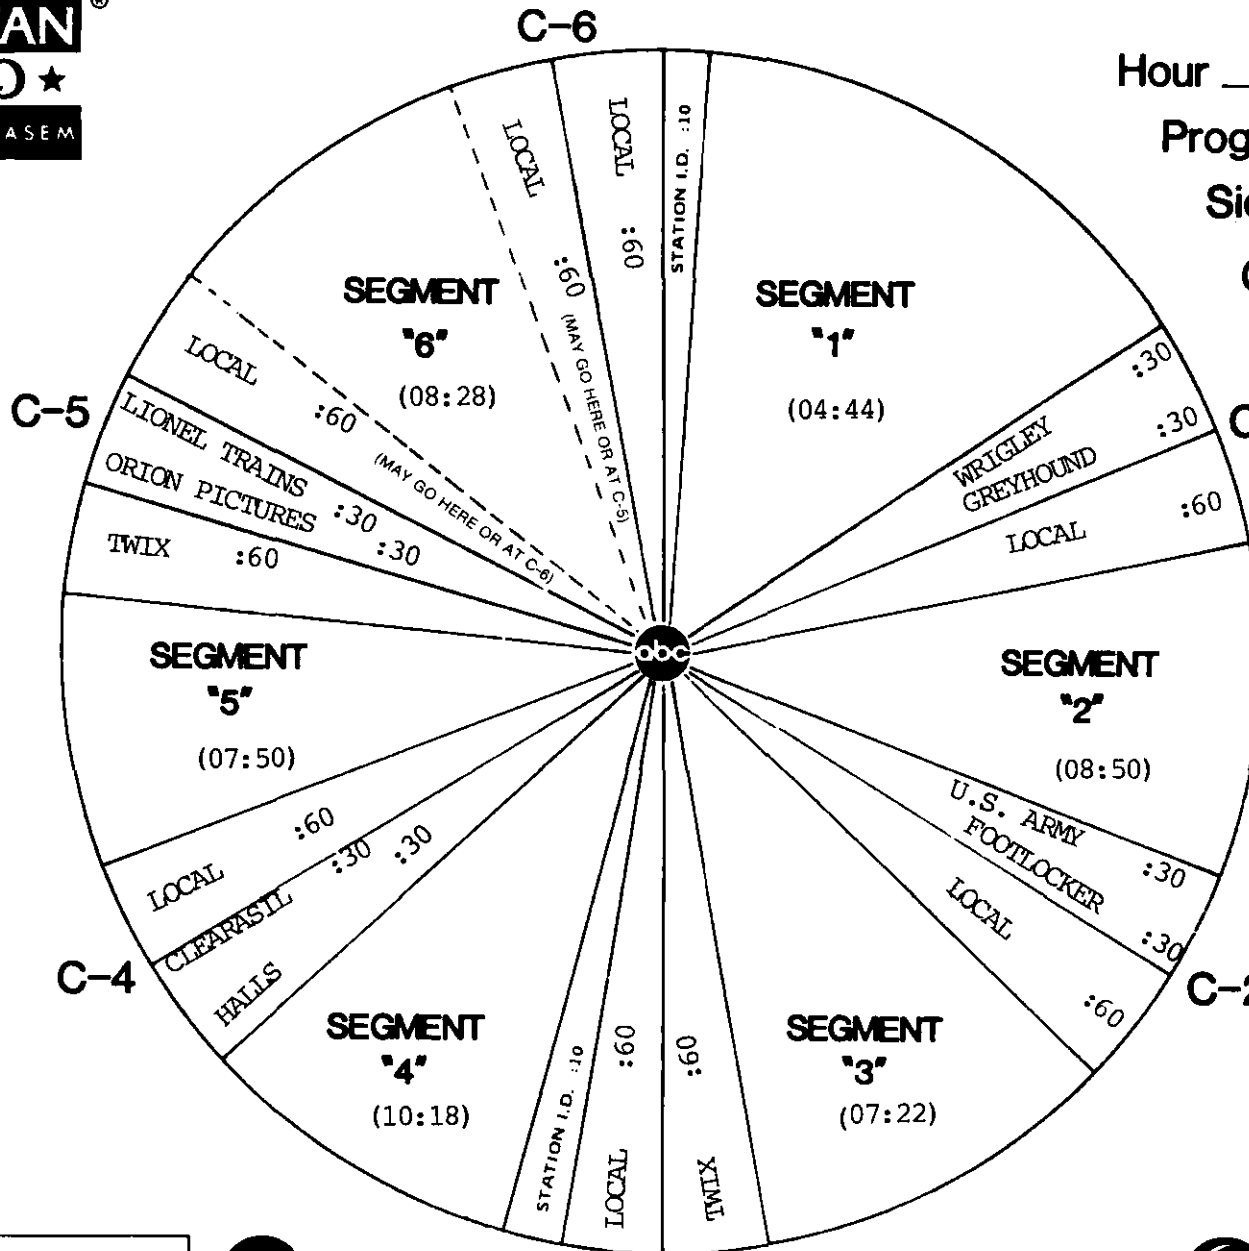 AN ®
★
ASEM
C-6
Hour
Prog
LOCAL :60
STATION I.D. :10
SEGMENT
"1"
(04:44)
WRIGLEY :30
GREYHOUND :30
LOCAL :60
SEGMENT
"2"
(08:50)
U.S. ARMY :30
FOOTLOCKER :30
C-2
LOCAL :60
SEGMENT
"3"
(07:22)
TWIX :60
LOCAL :60
STATION I.D. :10
SEGMENT
"4"
(10:18)
HALLS :30
CLEARASIL :30
C-4
LOCAL :60
SEGMENT
"5"
(07:50)
TWIX :60
ORION PICTURES :30
LIONEL TRAINS :30
C-5
LOCAL :60
(MAY GO HERE OR AT C-6)
SEGMENT
"6"
(08:28)
LOCAL :60
(MAY GO HERE OR AT C-5)
abc